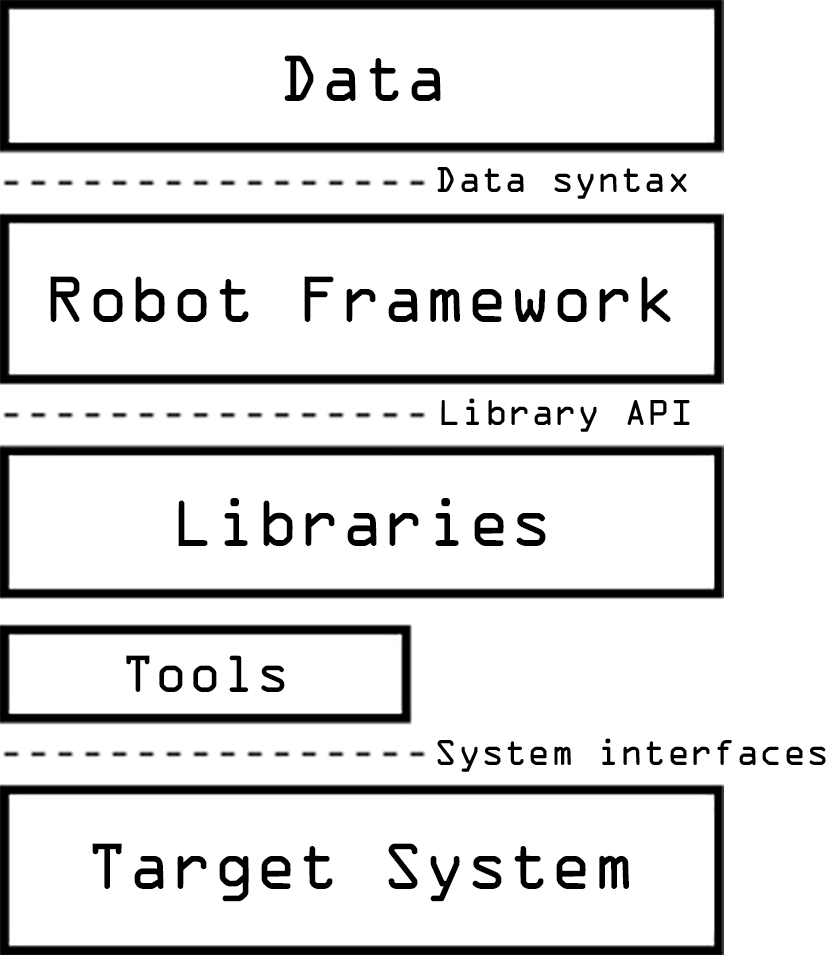 Data
Data syntax
Robot Framework
Library API
Libraries
Tools
System interfaces
Target System